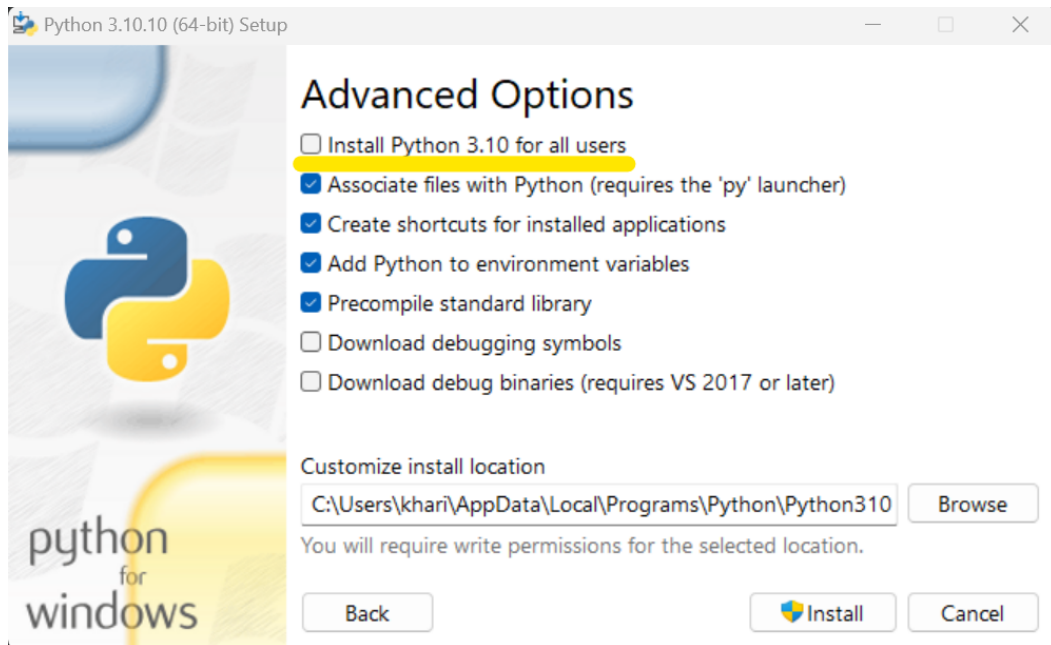 Python 3.10.10 (64-bit) Setup
Advanced Options
Install Python 3.10 for all users
Associate files with Python (requires the 'py' launcher)
Create shortcuts for installed applications
Add Python to environment variables
Precompile standard library
Download debugging symbols
Download debug binaries (requires VS 2017 or later)
Customize install location
C:\Users\khari\AppData\Local\Programs\Python\Python310
Browse
You will require write permissions for the selected location.
python
for
windows
Back
Install
Cancel